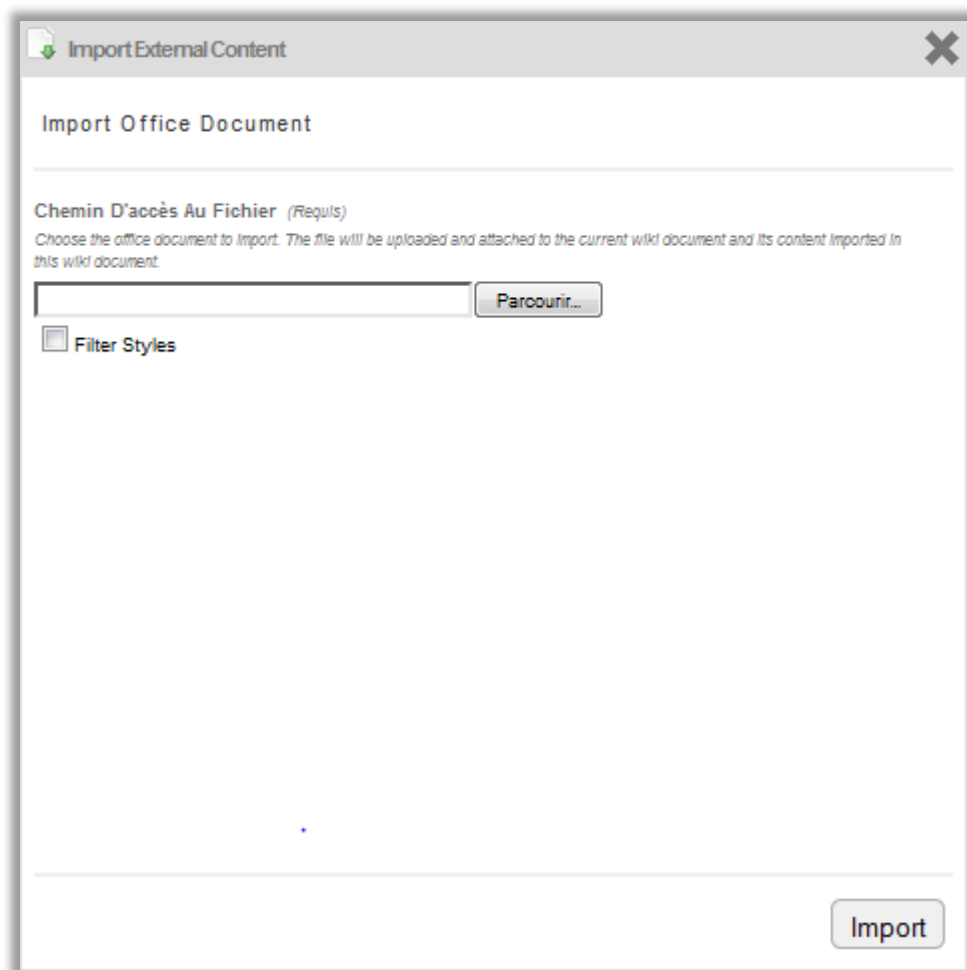 Import External Content
Import Office Document
Chemin D'accès Au Fichier (Requis)
Choose the office document to import. The file will be uploaded and attached to the current wiki document and its content imported in
this wiki document.
Parcourir...
Filter Styles
Import